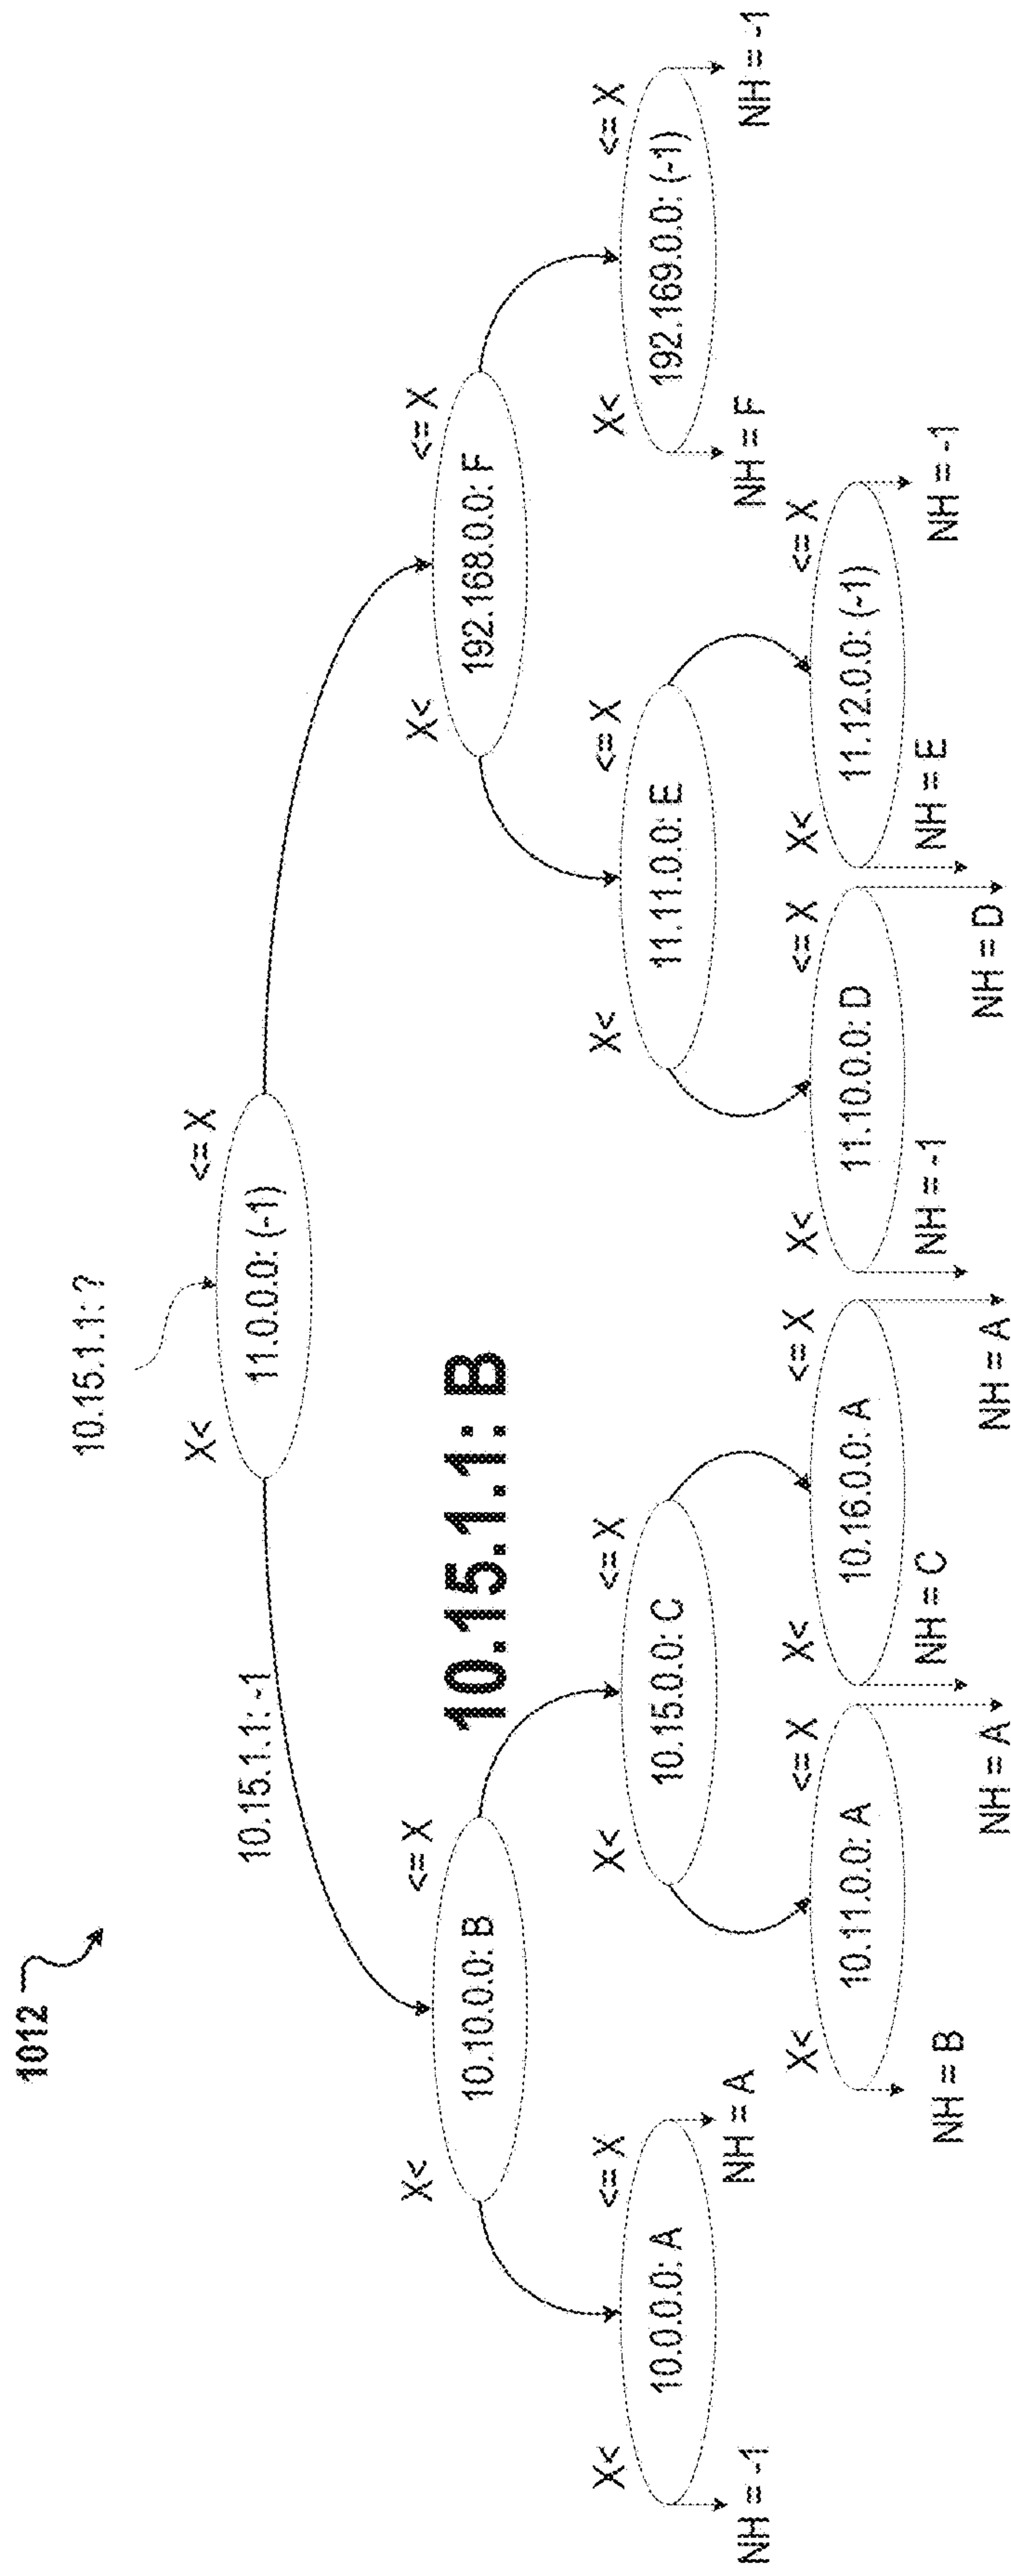 1012
10.15.1.1: ?
X<
<= X
11.0.0.0: (-1)
10.15.1.1: -1
10.15.1.1: B
X<
<= X
10.10.0.0: B
X<
<= X
192.168.0.0: F
X<
<= X
10.0.0.0: A
NH = -1
NH = A
X<
<= X
10.15.0.0: C
X<
<= X
11.11.0.0: E
X<
<= X
192.169.0.0: (-1)
NH = F
NH = -1
X<
<= X
10.11.0.0: A
NH = B
NH = A
X<
<= X
10.16.0.0: A
NH = C
NH = A
X<
<= X
11.10.0.0: D
NH = -1
NH = D
X<
<= X
11.12.0.0: (-1)
NH = E
NH = -1